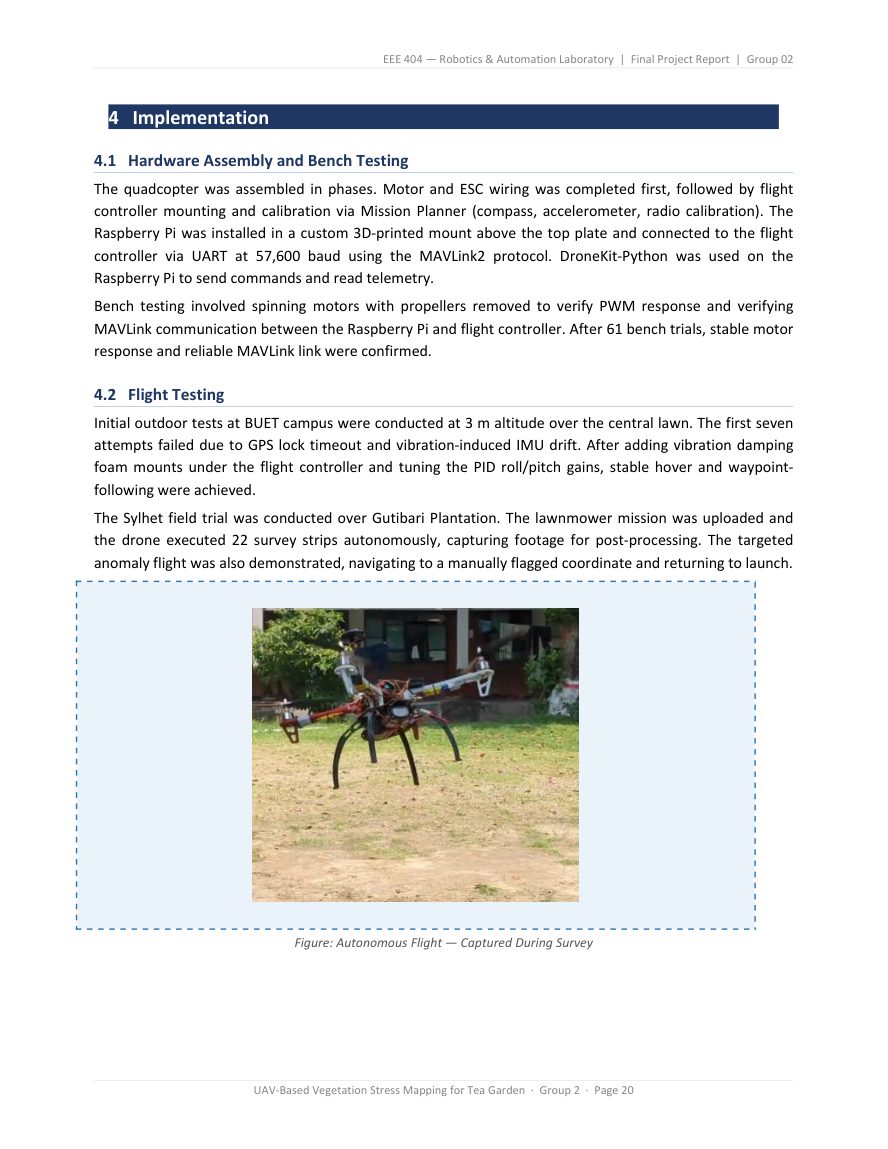 EEE 404 — Robotics & Automation Laboratory | Final Project Report | Group 02
4 Implementation
4.1 Hardware Assembly and Bench Testing
The quadcopter was assembled in phases. Motor and ESC wiring was completed first, followed by flight
controller mounting and calibration via Mission Planner (compass, accelerometer, radio calibration). The
Raspberry Pi was installed in a custom 3D-printed mount above the top plate and connected to the flight
controller via UART at 57,600 baud using the MAVLink2 protocol. DroneKit-Python was used on the
Raspberry Pi to send commands and read telemetry.
Bench testing involved spinning motors with propellers removed to verify PWM response and verifying
MAVLink communication between the Raspberry Pi and flight controller. After 61 bench trials, stable motor
response and reliable MAVLink link were confirmed.
4.2 Flight Testing
Initial outdoor tests at BUET campus were conducted at 3 m altitude over the central lawn. The first seven
attempts failed due to GPS lock timeout and vibration-induced IMU drift. After adding vibration damping
foam mounts under the flight controller and tuning the PID roll/pitch gains, stable hover and waypoint-
following were achieved.
The Sylhet field trial was conducted over Gutibari Plantation. The lawnmower mission was uploaded and
the drone executed 22 survey strips autonomously, capturing footage for post-processing. The targeted
anomaly flight was also demonstrated, navigating to a manually flagged coordinate and returning to launch.
Figure: Autonomous Flight — Captured During Survey
UAV-Based Vegetation Stress Mapping for Tea Garden · Group 2 · Page 20